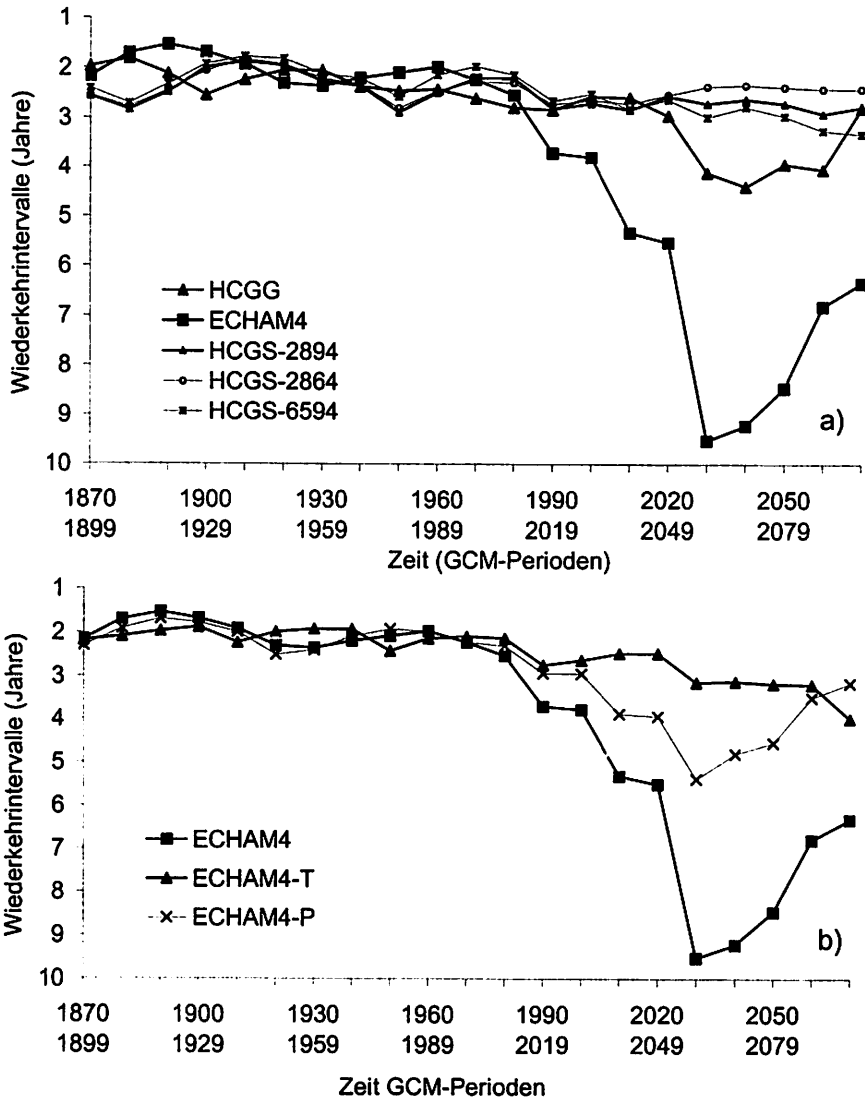 Wiederkehrintervalle (Jahre)
1
2
3
4
5
6
7
8
9
10
HCGG
ECHAM4
HCGS-2894
HCGS-2864
HCGS-6594
a)
1870 1900 1930 1960 1990 2020 2050
1899 1929 1959 1989 2019 2049 2079
Zeit (GCM-Perioden)
Wiederkehrintervalle (Jahre)
1
2
3
4
5
6
7
8
9
10
ECHAM4
ECHAM4-T
ECHAM4-P
b)
1870 1900 1930 1960 1990 2020 2050
1899 1929 1959 1989 2019 2049 2079
Zeit GCM-Perioden